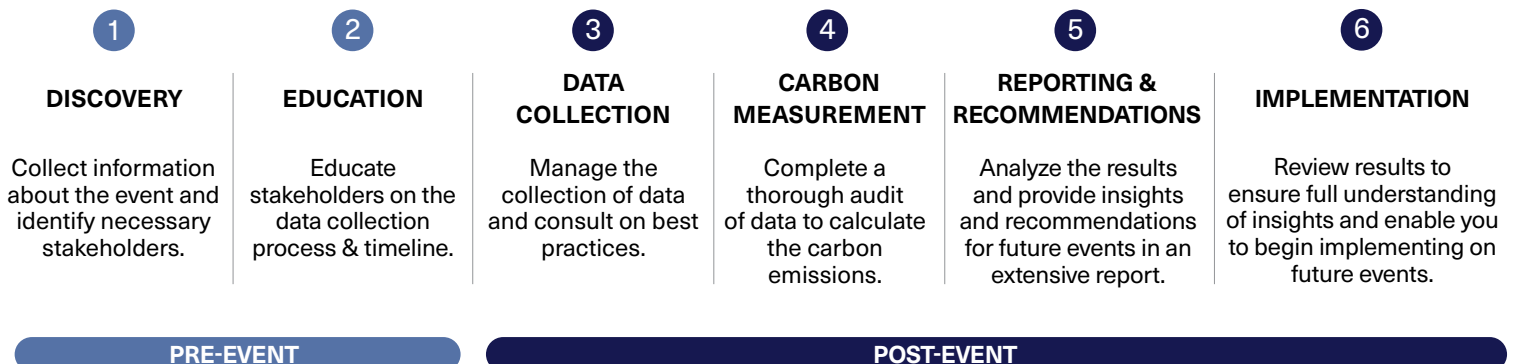 1
DISCOVERY
Collect information
about the event and
identify necessary
stakeholders.
2
EDUCATION
Educate
stakeholders on the
data collection
process & timeline.
3
DATA
COLLECTION
Manage the
collection of data
and consult on best
practices.
4
CARBON
MEASUREMENT
Complete a
thorough audit
of data to calculate
the carbon
emissions.
5
REPORTING &
RECOMMENDATIONS
Analyze the results
and provide insights
and recommendations
for future events in an
extensive report.
6
IMPLEMENTATION
Review results to
ensure full understanding
of insights and enable you
to begin implementing on
future events.
PRE-EVENT
POST-EVENT